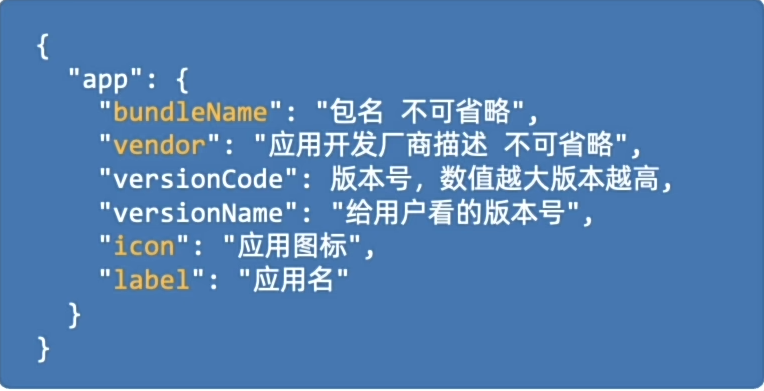 {
"app": {
"bundleName": "包名 不可省略",
"vendor": "应用开发厂商描述 不可省略",
"versionCode": 版本号，数值越大版本越高,
"versionName": "给用户看的版本号",
"icon": "应用图标",
"label": "应用名"
}
}